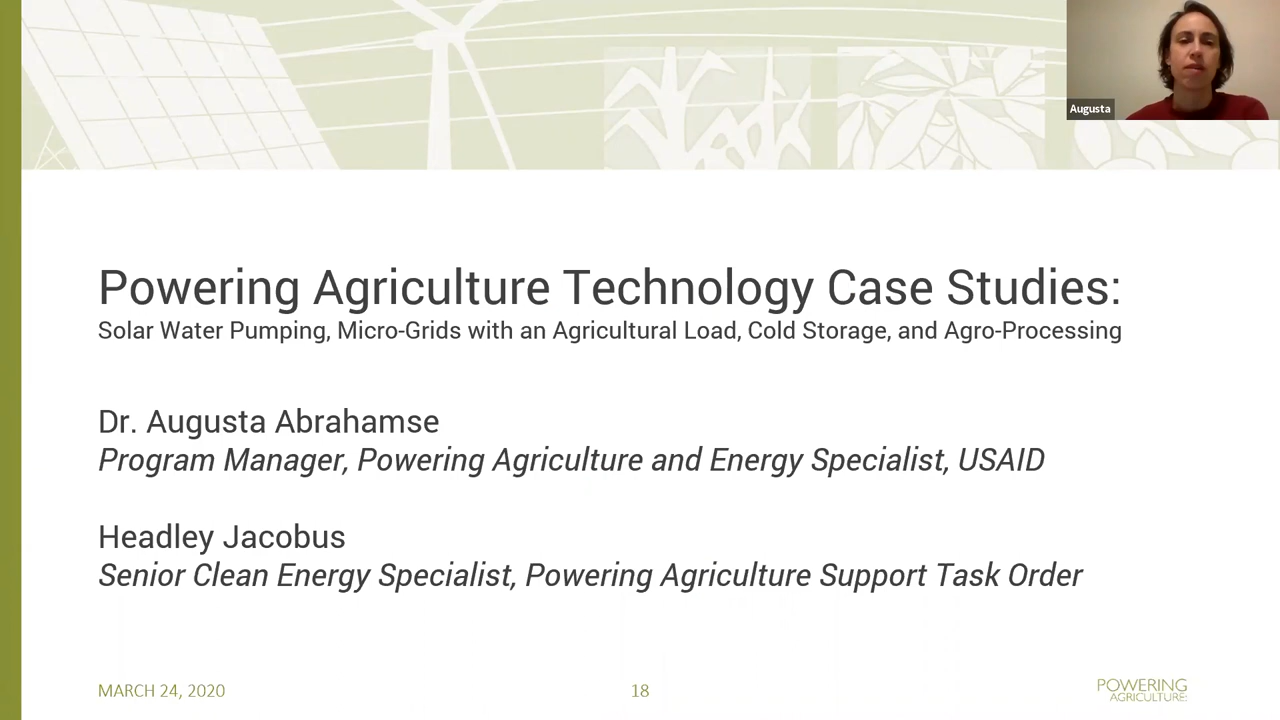 Augusta
Powering Agriculture Technology Case Studies:
Solar Water Pumping, Micro-Grids with an Agricultural Load, Cold Storage, and Agro-Processing
Dr. Augusta Abrahamse
Program Manager, Powering Agriculture and Energy Specialist, USAID
Headley Jacobus
Senior Clean Energy Specialist, Powering Agriculture Support Task Order
MARCH 24, 2020
18
POWERING
AGRICULTURE: